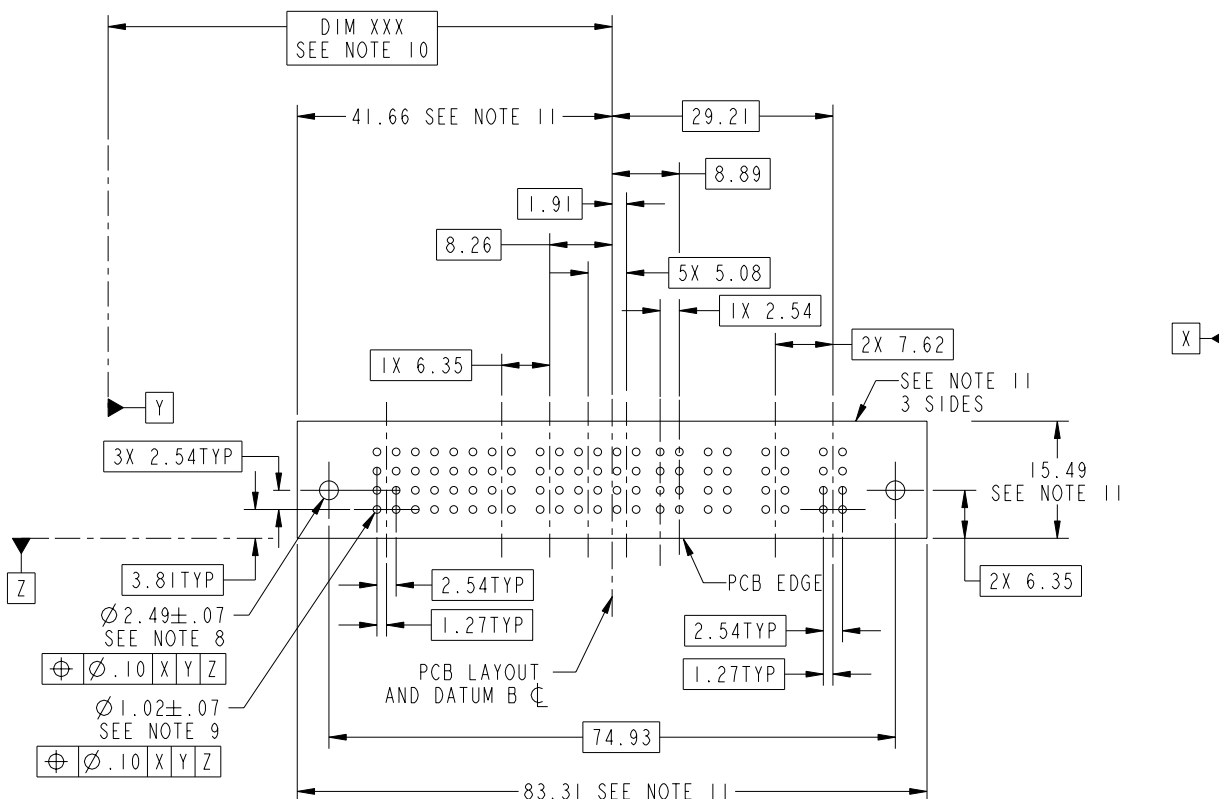 DIM XXX
SEE NOTE 10
41.66 SEE NOTE 11
29.21
8.89
1.91
8.26
5X 5.08
1X 2.54
2X 7.62
1X 6.35
X
SEE NOTE 11
3 SIDES
Y
3X 2.54TYP
15.49
SEE NOTE 11
Z
3.81TYP
2.54TYP
PCB EDGE
2X 6.35
Ø2.49±.07
SEE NOTE 8
⌖ Ø.10 X Y Z
1.27TYP
2.54TYP
PCB LAYOUT
AND DATUM B ℄
1.27TYP
Ø1.02±.07
SEE NOTE 9
⌖ Ø.10 X Y Z
74.93
83.31 SEE NOTE 11